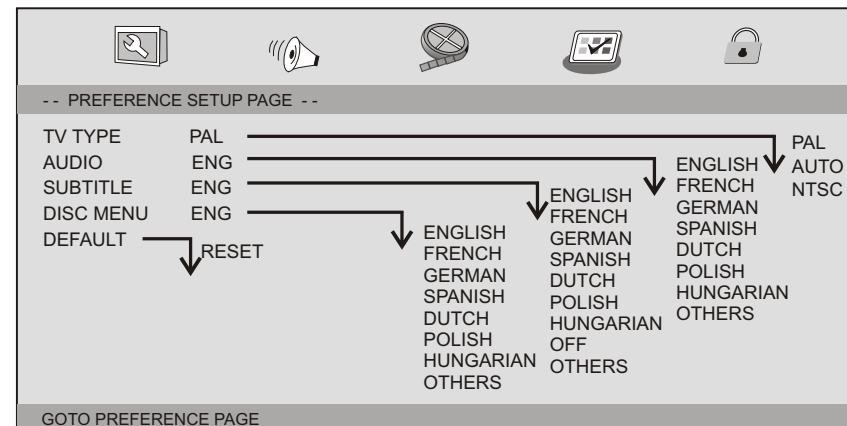 - - PREFERENCE SETUP PAGE - -
TV TYPE PAL
AUDIO ENG
SUBTITLE ENG
DISC MENU ENG
DEFAULT
RESET
ENGLISH
FRENCH
GERMAN
SPANISH
DUTCH
POLISH
HUNGARIAN
OTHERS
ENGLISH
FRENCH
GERMAN
SPANISH
DUTCH
POLISH
HUNGARIAN
OFF
OTHERS
ENGLISH
FRENCH
GERMAN
SPANISH
DUTCH
POLISH
HUNGARIAN
OTHERS
PAL
AUTO
NTSC
GOTO PREFERENCE PAGE